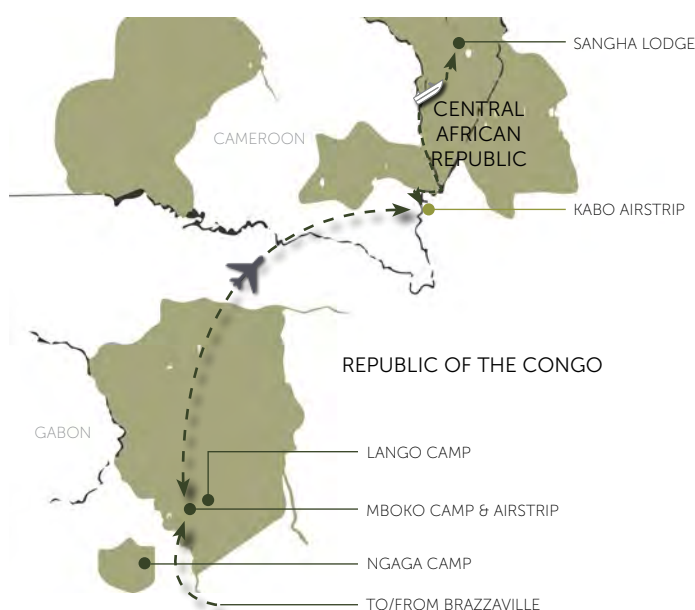 SANGHA LODGE
CENTRAL
AFRICAN
REPUBLIC
CAMEROON
KABO AIRSTRIP
REPUBLIC OF THE CONGO
GABON
LANGO CAMP
MBOKO CAMP & AIRSTRIP
NGAGA CAMP
TO/FROM BRAZZAVILLE